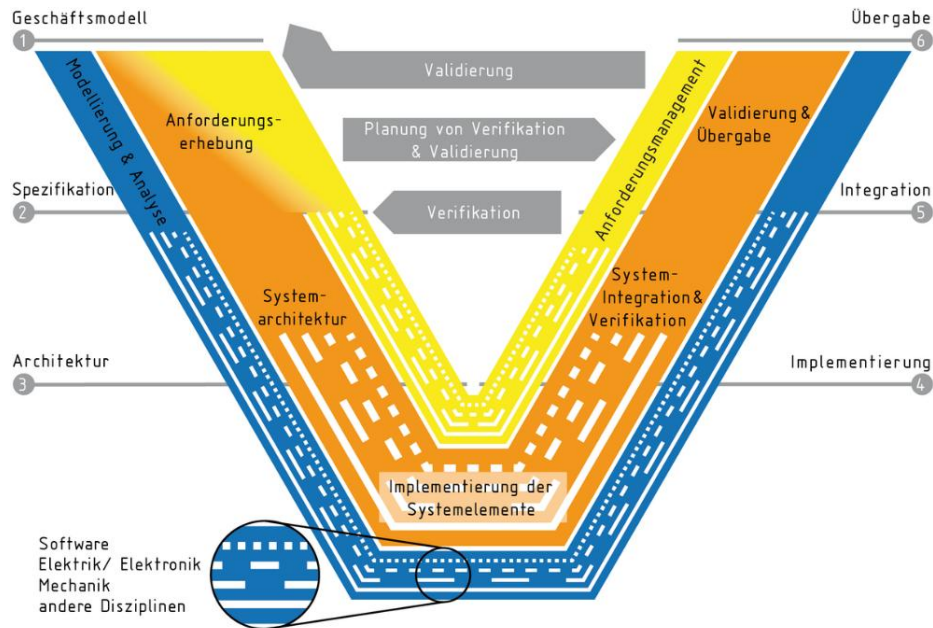 Geschäftsmodell
1
Übergabe
6
Validierung
Modellierung & Analyse
Anforderungs-
erhebung
Planung von Verifikation
& Validierung
Anforderungsmanagement
Validierung &
Übergabe
Spezifikation
2
Verifikation
Integration
5
System-
architektur
System-
Integration &
Verifikation
Architektur
3
Implementierung
4
Implementierung der
Systemelemente
Software
Elektrik/ Elektronik
Mechanik
andere Disziplinen